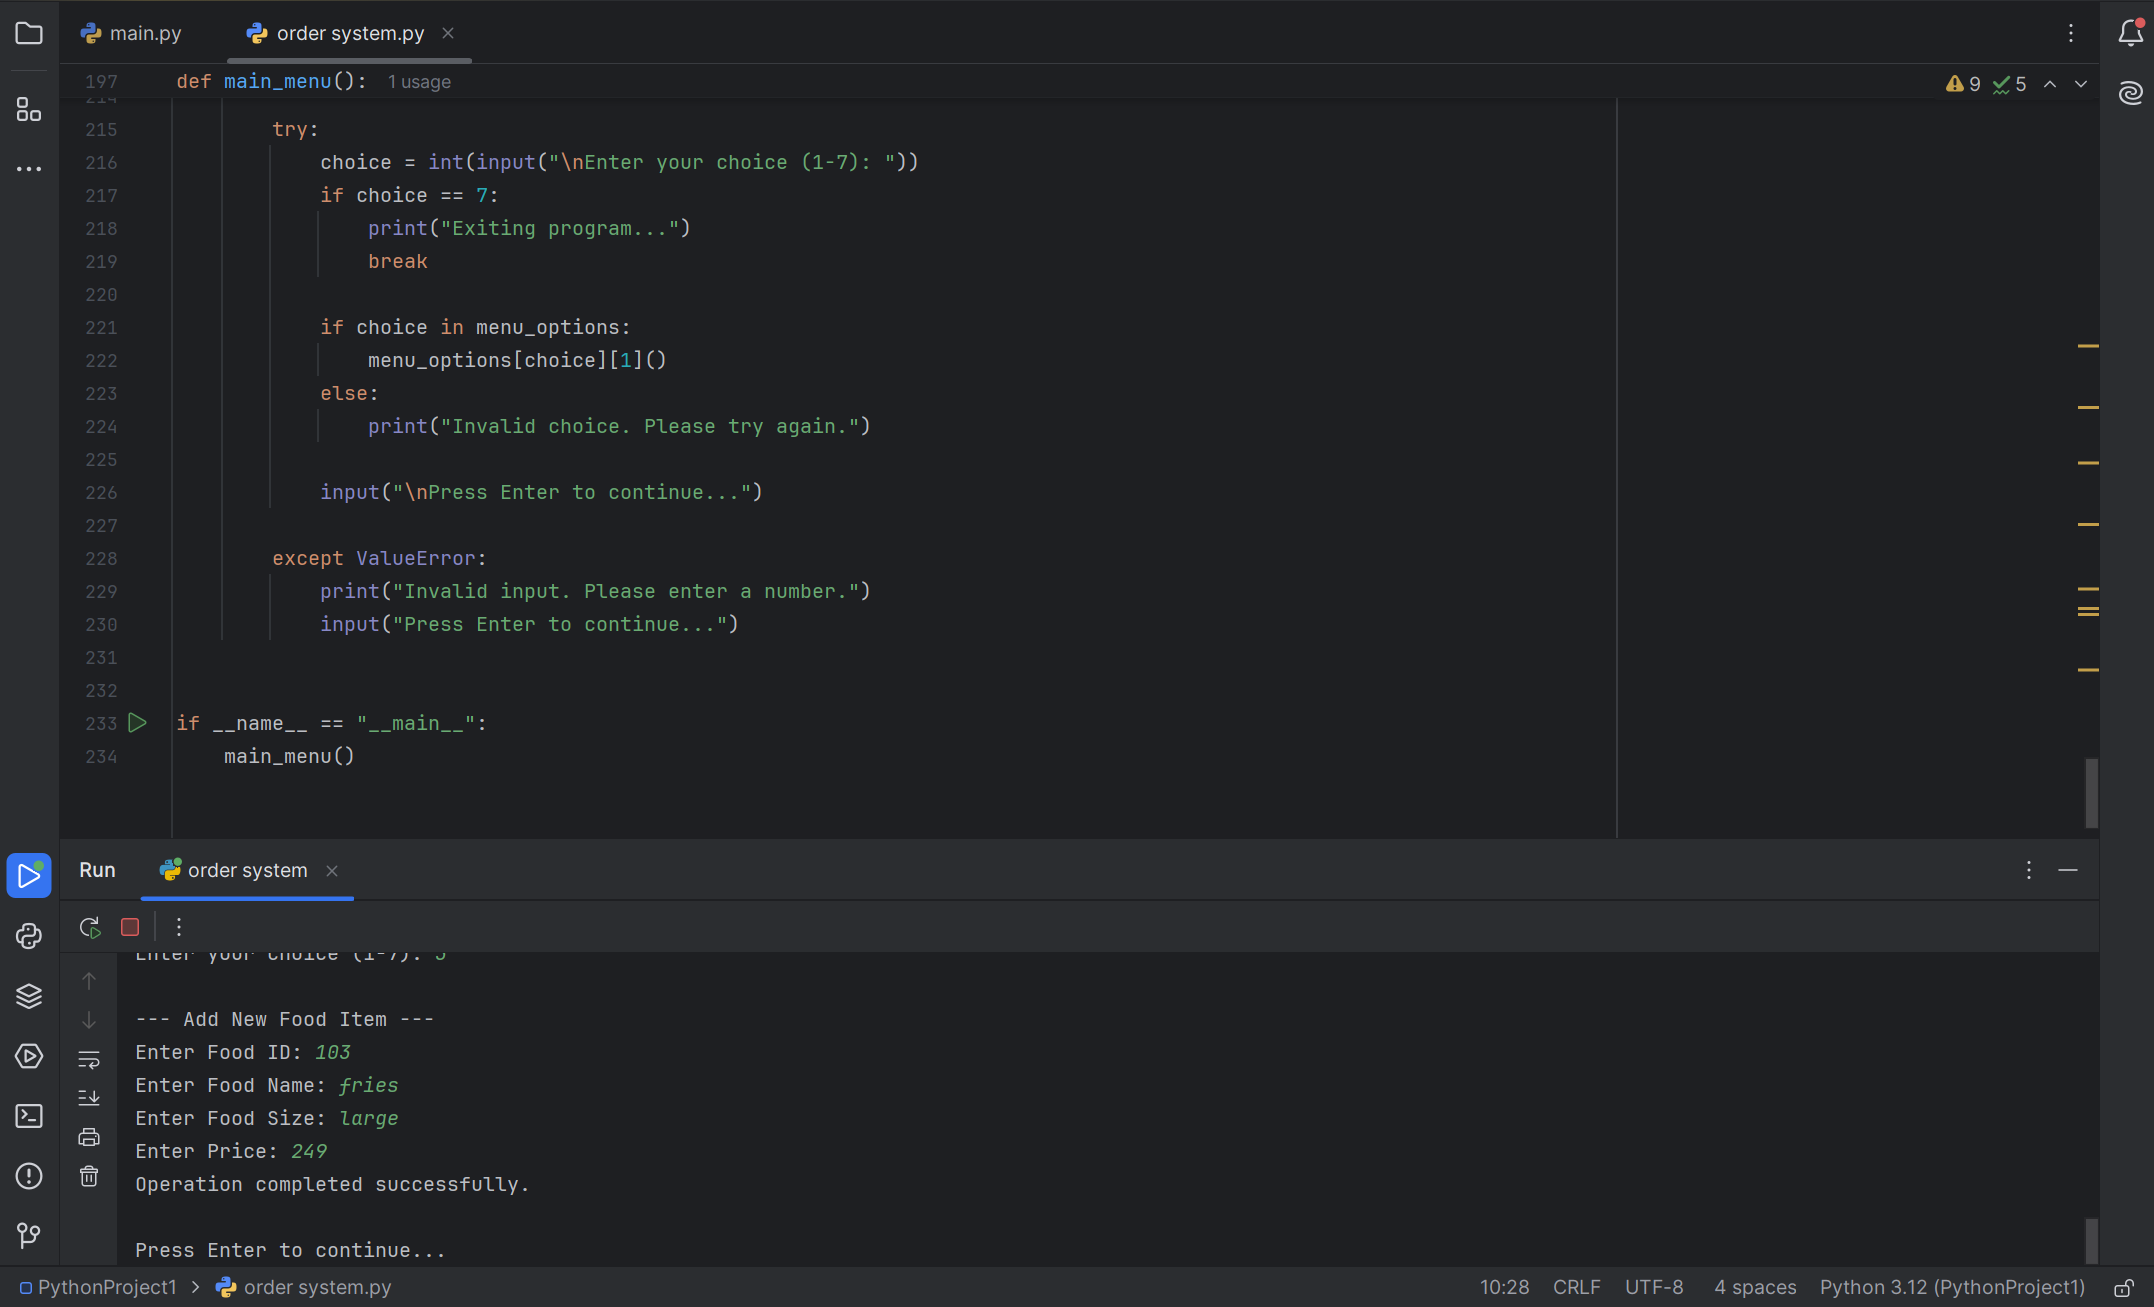 main.py
order system.py
197 def main_menu(): 1 usage
9 5
214
215 try:
216 choice = int(input("\nEnter your choice (1-7): "))
217 if choice == 7:
218 print("Exiting program...")
219 break
220
221 if choice in menu_options:
222 menu_options[choice][1]()
223 else:
224 print("Invalid choice. Please try again.")
225
226 input("\nPress Enter to continue...")
227
228 except ValueError:
229 print("Invalid input. Please enter a number.")
230 input("Press Enter to continue...")
231
232
233 if __name__ == "__main__":
234 main_menu()
Run order system
Enter your choice (1-7):
--- Add New Food Item ---
Enter Food ID: 103
Enter Food Name: fries
Enter Food Size: large
Enter Price: 249
Operation completed successfully.
Press Enter to continue...
PythonProject1 > order system.py
10:28 CRLF UTF-8 4 spaces Python 3.12 (PythonProject1)